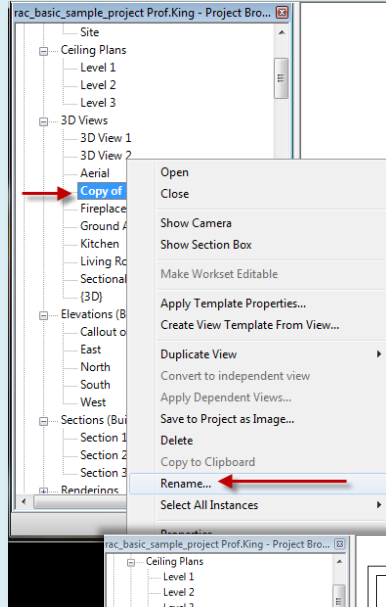 rac_basic_sample_project Prof.King - Project Bro...
Site
Ceiling Plans
Level 1
Level 2
Level 3
3D Views
3D View 1
3D View 2
Aerial
Copy of
Fireplace
Ground A
Kitchen
Living Ro
Sectional
{3D}
Elevations (B
Callout o
East
North
South
West
Sections (Bui
Section 1
Section 2
Section 3
Renderings
Open
Close
Show Camera
Show Section Box
Make Workset Editable
Apply Template Properties...
Create View Template From View...
Duplicate View
Convert to independent view
Apply Dependent Views...
Save to Project as Image...
Delete
Copy to Clipboard
Rename...
Select All Instances
Properties
rac_basic_sample_project Prof.King - Project Bro...
Ceiling Plans
Level 1
Level 2
Level 3